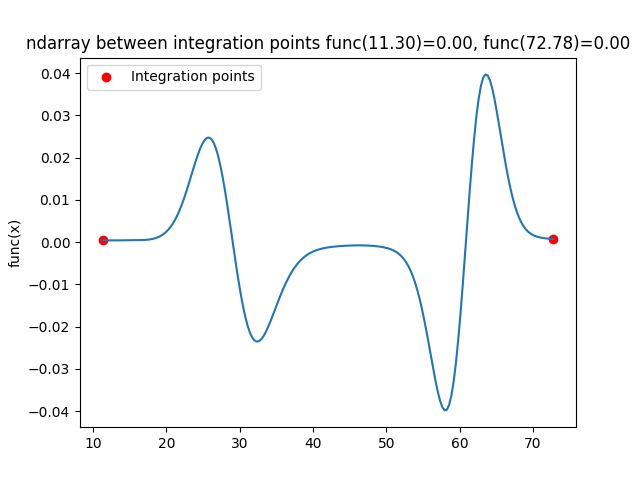 ndarray between integration points func(11.30)=0.00, func(72.78)=0.00
Integration points
func(x)
0.04
0.03
0.02
0.01
0.00
−0.01
−0.02
−0.03
−0.04
10 20 30 40 50 60 70